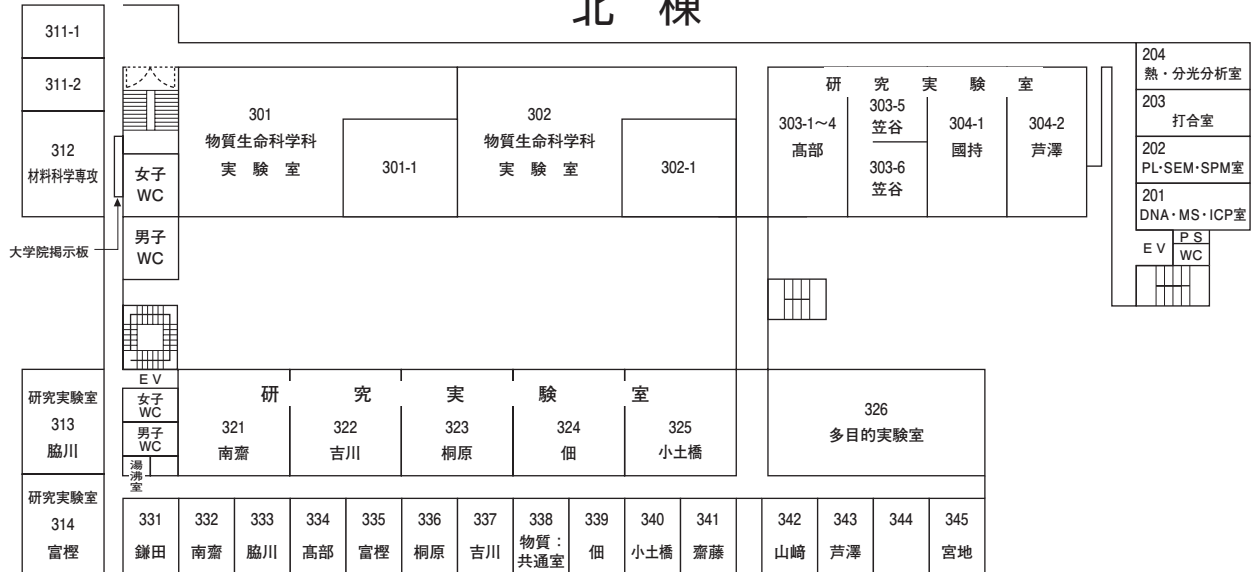 北 棟
311-1
311-2
312
材料科学専攻
大学院掲示板
女子
WC
男子
WC
301
物質生命科学科
実 験 室
301-1
302
物質生命科学科
実 験 室
302-1
研 究 実 験 室
303-1～4
髙部
303-5
笠谷
303-6
笠谷
304-1
國持
304-2
芦澤
204
熱・分光分析室
203
打合室
202
PL・SEM・SPM室
201
DNA・MS・ICP室
EV
PS
WC
研究実験室
313
脇川
研究実験室
314
富樫
EV
女子
WC
男子
WC
湯沸室
研 究 実 験 室
321
南齋
322
吉川
323
桐原
324
佃
325
小土橋
326
多目的実験室
331
鎌田
332
南齋
333
脇川
334
髙部
335
富樫
336
桐原
337
吉川
338
物質：
共通室
339
佃
340
小土橋
341
齋藤
342
山﨑
343
芦澤
344
345
宮地